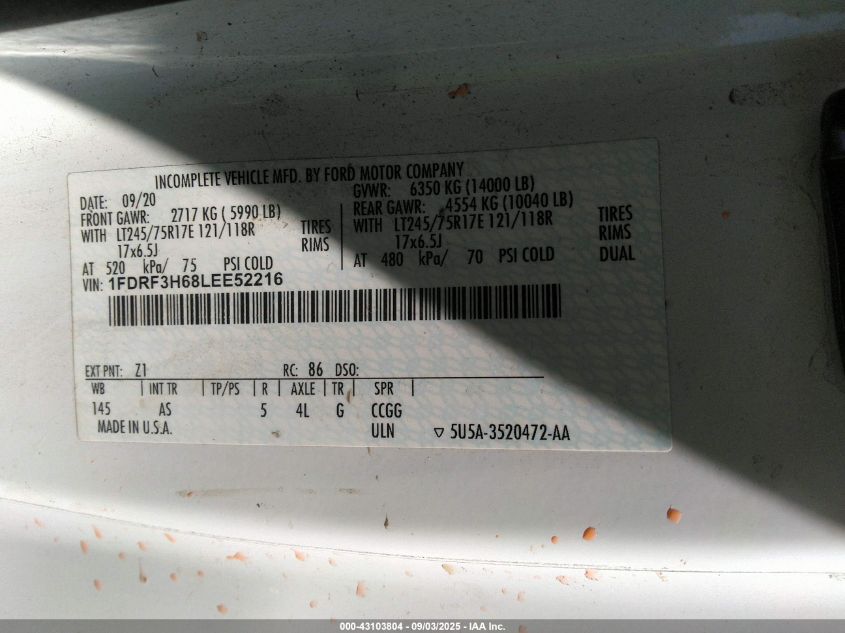 INCOMPLETE VEHICLE MFD. BY FORD MOTOR COMPANY
DATE: 09/20 GVWR: 6350 KG (14000 LB)
FRONT GAWR: 2717 KG ( 5990 LB) REAR GAWR: 4554 KG (10040 LB)
WITH LT245/75R17E 121/118R TIRES WITH LT245/75R17E 121/118R TIRES
17x6.5J RIMS 17x6.5J RIMS
AT 520 kPa/ 75 PSI COLD AT 480 kPa/ 70 PSI COLD DUAL
VIN: 1FDRF3H68LEE52216
EXT PNT: Z1 RC: 86 DSO:
WB INT TR TP/PS R AXLE TR SPR
145 AS 5 4L G CCGG
MADE IN U.S.A. ULN ▽ 5U5A-3520472-AA
000-43103804 - 09/03/2025 - IAA Inc.